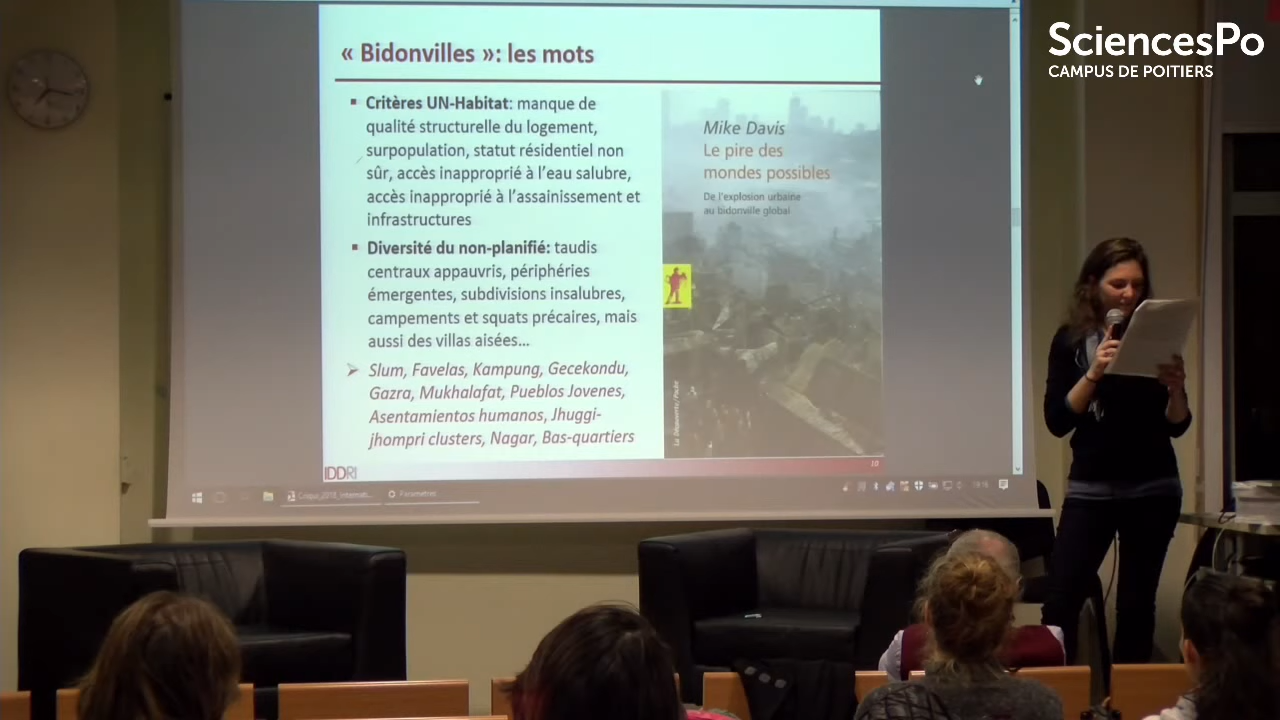 SciencesPo
CAMPUS DE POITIERS
« Bidonvilles »: les mots
▪ Critères UN-Habitat: manque de
qualité structurelle du logement,
surpopulation, statut résidentiel non
sûr, accès inapproprié à l'eau salubre,
accès inapproprié à l'assainissement et
infrastructures
▪ Diversité du non-planifié: taudis
centraux appauvris, périphéries
émergentes, subdivisions insalubres,
campements et squats précaires, mais
aussi des villas aisées...
➢ Slum, Favelas, Kampung, Gecekondu,
Gazra, Mukhalafat, Pueblos Jovenes,
Asentamientos humanos, Jhuggi-
jhompri clusters, Nagar, Bas-quartiers
Mike Davis
Le pire des
mondes possibles
De l'explosion urbaine
au bidonville global
La Découverte/Poche
IDDRI
10